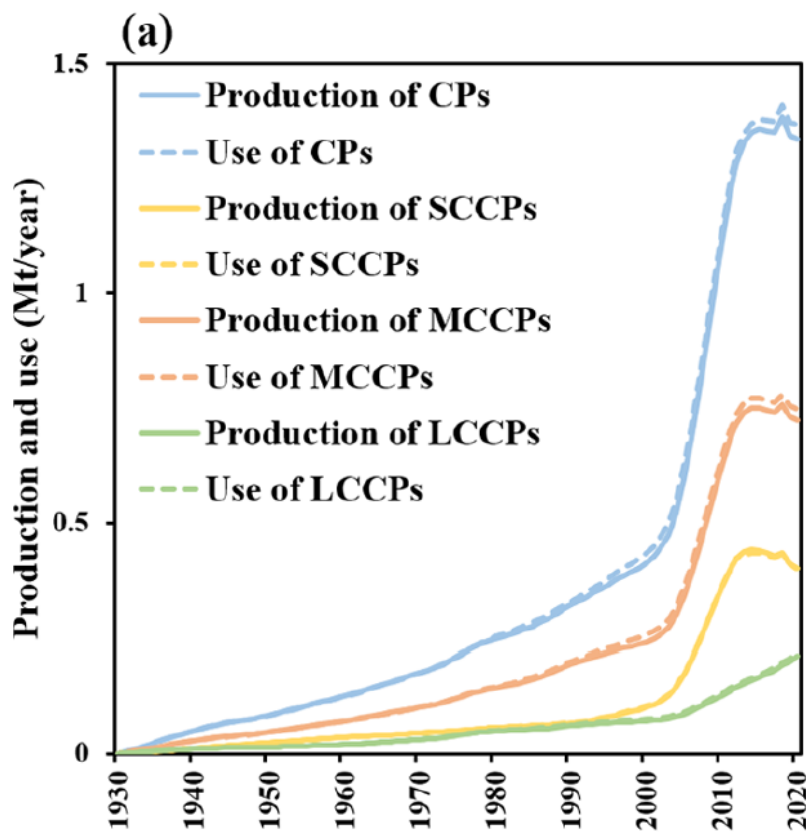 (a)
Production and use (Mt/year)
1.5
1
0.5
0
Production of CPs
Use of CPs
Production of SCCPs
Use of SCCPs
Production of MCCPs
Use of MCCPs
Production of LCCPs
Use of LCCPs
1930
1940
1950
1960
1970
1980
1990
2000
2010
2020